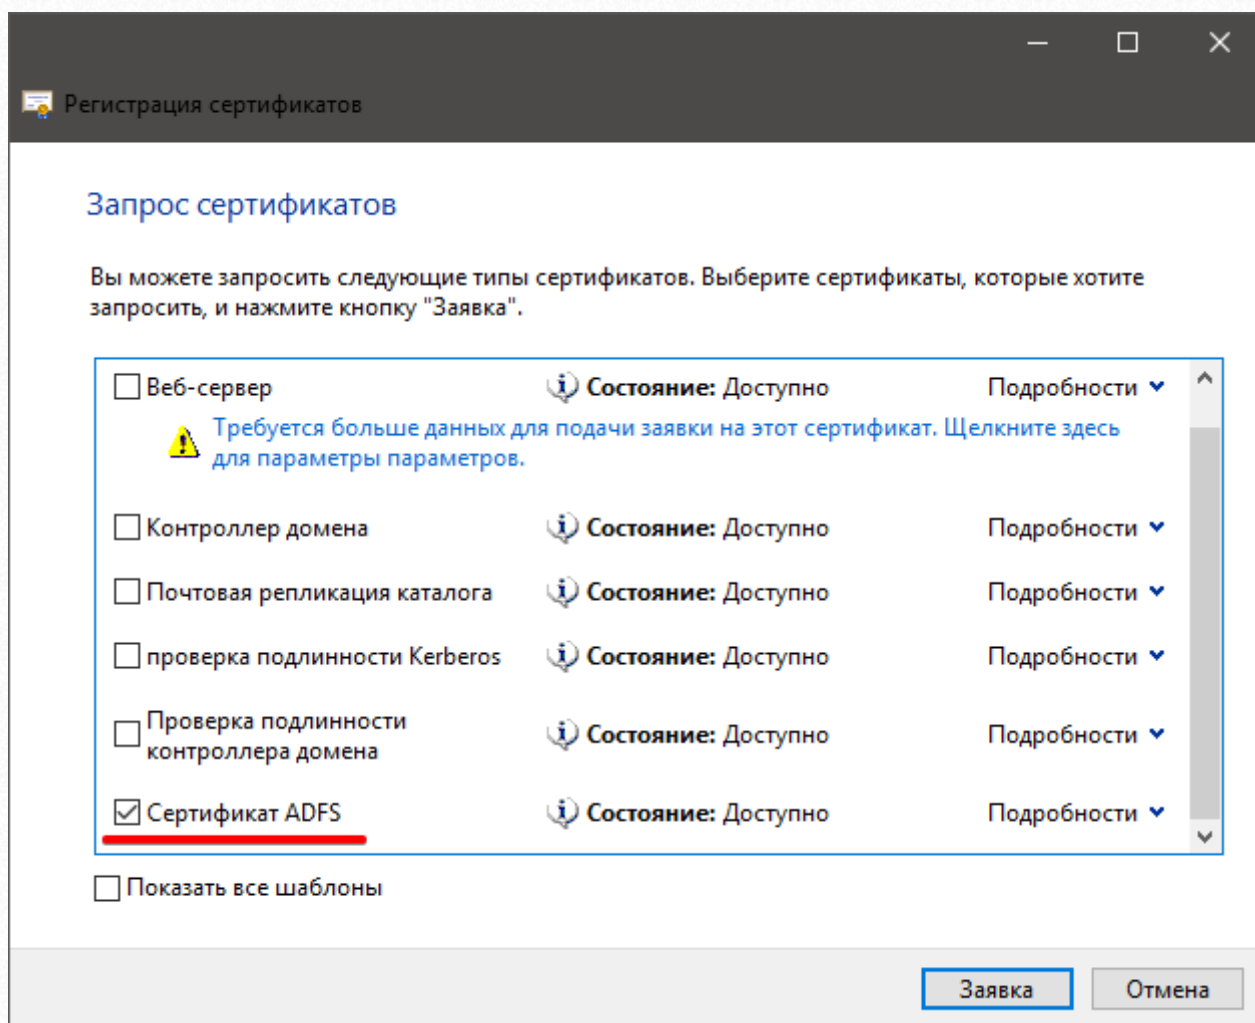 Регистрация сертификатов
Запрос сертификатов
Вы можете запросить следующие типы сертификатов. Выберите сертификаты, которые хотите
запросить, и нажмите кнопку "Заявка".
Веб-сервер Состояние: Доступно Подробности
Требуется больше данных для подачи заявки на этот сертификат. Щелкните здесь
для параметры параметров.
Контроллер домена Состояние: Доступно Подробности
Почтовая репликация каталога Состояние: Доступно Подробности
проверка подлинности Kerberos Состояние: Доступно Подробности
Проверка подлинности
контроллера домена Состояние: Доступно Подробности
Сертификат ADFS Состояние: Доступно Подробности
Показать все шаблоны
Заявка Отмена